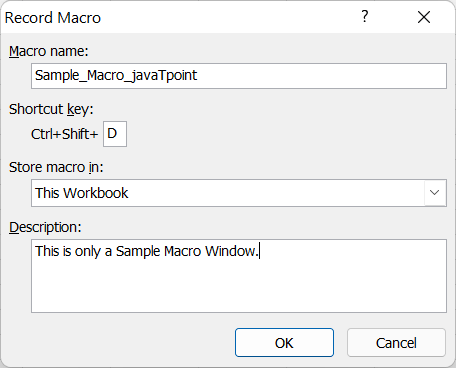 Record Macro
?
Macro name:
Sample_Macro_javaTpoint
Shortcut key:
Ctrl+Shift+ D
Store macro in:
This Workbook
Description:
This is only a Sample Macro Window.
OK Cancel